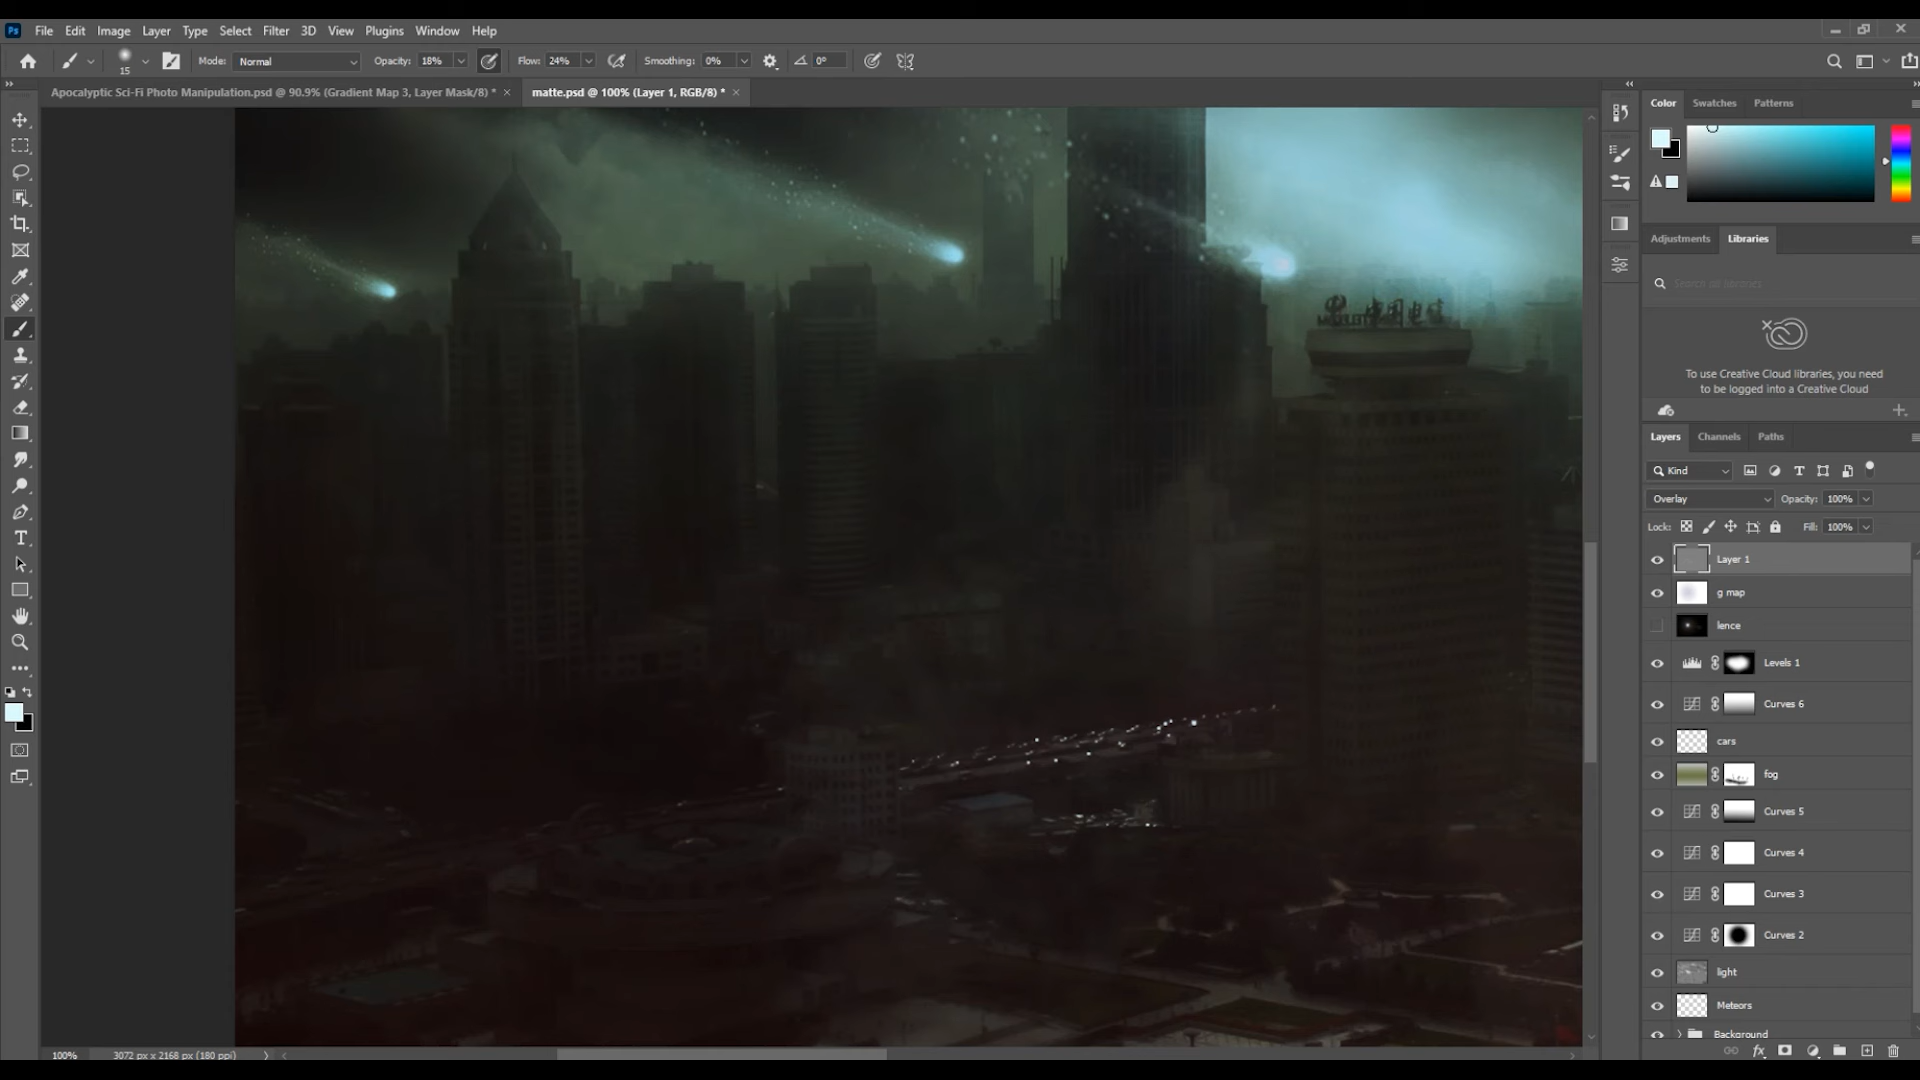 Ps File Edit Image Layer Type Select Filter 3D View Plugins Window Help
15 Mode: Normal Opacity: 18% Flow: 24% Smoothing: 0% 0°
Apocalyptic Sci-Fi Photo Manipulation.psd @ 90.9% (Gradient Map 3, Layer Mask/8) * × matte.psd @ 100% (Layer 1, RGB/8) * ×
Color Swatches Patterns
Adjustments Libraries
Search all libraries
To use Creative Cloud libraries, you need
to be logged into a Creative Cloud
Layers Channels Paths
Kind
Overlay Opacity: 100%
Lock: Fill: 100%
Layer 1
g map
lence
Levels 1
Curves 6
cars
fog
Curves 5
Curves 4
Curves 3
Curves 2
light
Meteors
Background
100% 3072 px x 2168 px (180 ppi)